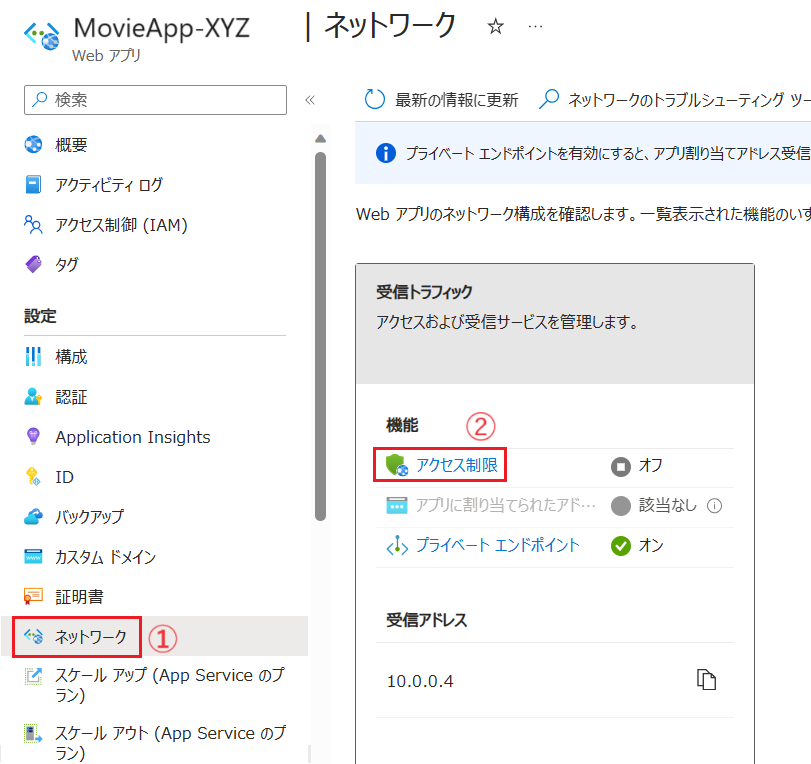 MovieApp-XYZ | ネットワーク ☆ …
Web アプリ
検索 «
概要
アクティビティ ログ
アクセス制御 (IAM)
タグ
設定
構成
認証
Application Insights
ID
バックアップ
カスタム ドメイン
証明書
ネットワーク ①
スケール アップ (App Service のプ
ラン)
スケール アウト (App Service のプ
ラン)
最新の情報に更新 ネットワークのトラブルシューティング ツー
プライベート エンドポイントを有効にすると、アプリ割り当てアドレス受信
Web アプリのネットワーク構成を確認します。一覧表示された機能のいず
受信トラフィック
アクセスおよび受信サービスを管理します。
機能 ②
アクセス制限 オフ
アプリに割り当てられたアド… 該当なし
プライベート エンドポイント オン
受信アドレス
10.0.0.4